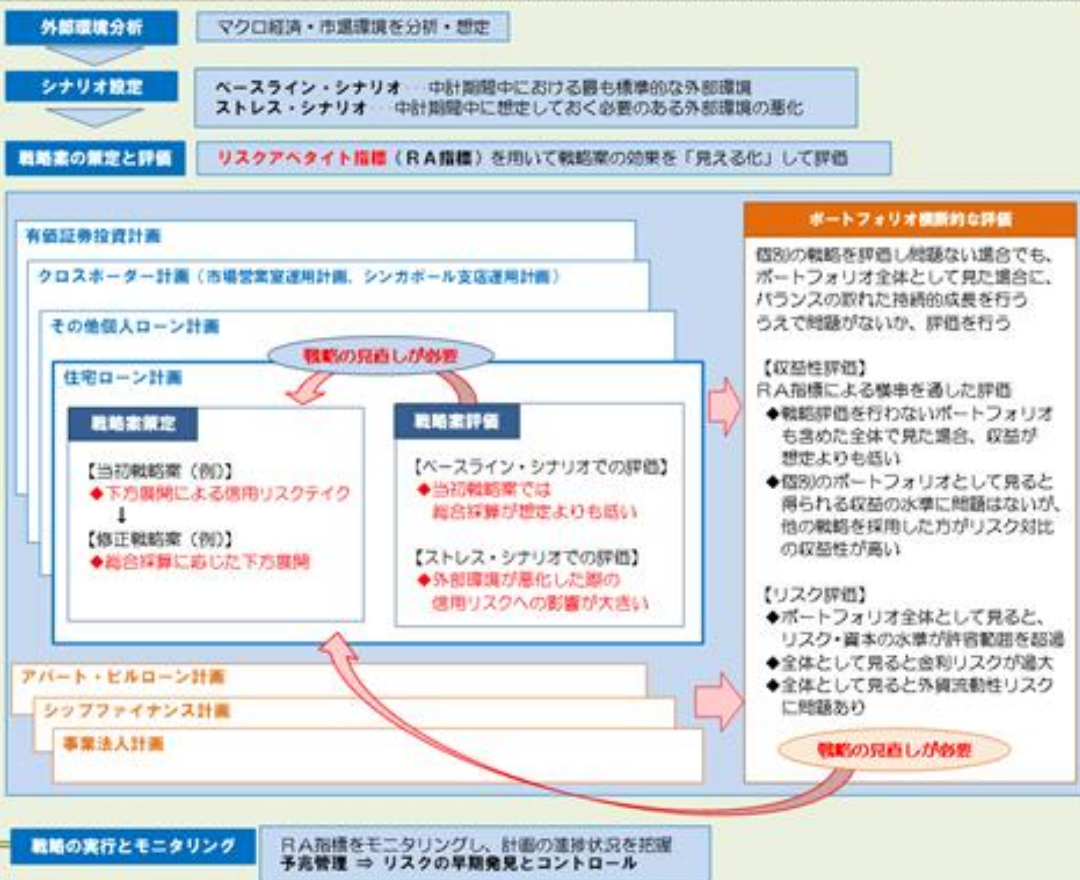 外部環境分析
マクロ経済・市場環境を分析・想定
シナリオ設定
ベースライン・シナリオ…中計期間中における最も標準的な外部環境
ストレス・シナリオ…中計期間中に想定しておく必要のある外部環境の悪化
戦略案の策定と評価
リスクアペタイト指標（ＲＡ指標）を用いて戦略案の効果を「見える化」して評価
有価証券投資計画
クロスボーダー計画（市場営業室運用計画、シンガポール支店運用計画）
その他個人ローン計画
戦略の見直しが必要
住宅ローン計画
戦略案策定
【当初戦略案（例）】
◆下方展開による信用リスクテイク
↓
【修正戦略案（例）】
◆総合採算に応じた下方展開
戦略案評価
【ベースライン・シナリオでの評価】
◆当初戦略案では
総合採算が想定よりも低い
【ストレス・シナリオでの評価】
◆外部環境が悪化した際の
信用リスクへの影響が大きい
アパート・ビルローン計画
シップファイナンス計画
事業法人計画
ポートフォリオ横断的な評価
個別の戦略を評価し問題ない場合でも、
ポートフォリオ全体として見た場合に、
バランスの取れた持続的成長を行う
うえで問題がないか、評価を行う
【収益性評価】
ＲＡ指標による横串を通した評価
◆戦略評価を行わないポートフォリオ
も含めた全体で見た場合、収益が
想定よりも低い
◆個別のポートフォリオとして見ると
得られる収益の水準に問題はないが、
他の戦略を採用した方がリスク対比
の収益性が高い
【リスク評価】
◆ポートフォリオ全体として見ると、
リスク・資本の水準が許容範囲を超過
◆全体として見ると金利リスクが過大
◆全体として見ると外貨流動性リスク
に問題あり
戦略の見直しが必要
戦略の実行とモニタリング
ＲＡ指標をモニタリングし、計画の進捗状況を把握
予兆管理 ⇒ リスクの早期発見とコントロール